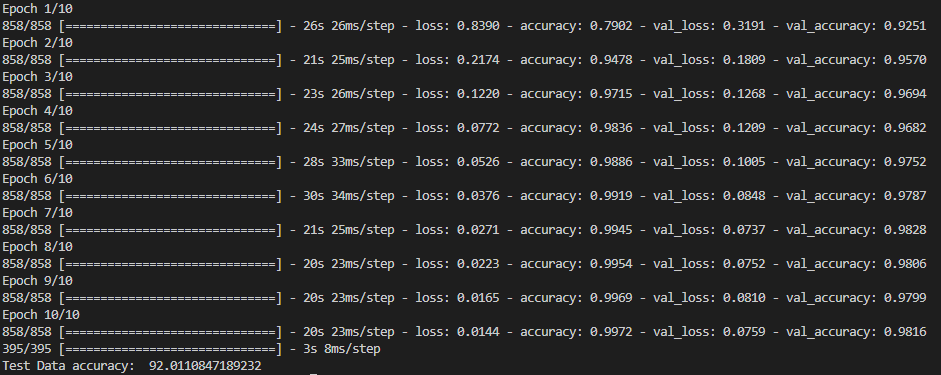 Epoch 1/10
858/858 [==============================] - 26s 26ms/step - loss: 0.8390 - accuracy: 0.7902 - val_loss: 0.3191 - val_accuracy: 0.9251
Epoch 2/10
858/858 [==============================] - 21s 25ms/step - loss: 0.2174 - accuracy: 0.9478 - val_loss: 0.1809 - val_accuracy: 0.9570
Epoch 3/10
858/858 [==============================] - 23s 26ms/step - loss: 0.1220 - accuracy: 0.9715 - val_loss: 0.1268 - val_accuracy: 0.9694
Epoch 4/10
858/858 [==============================] - 24s 27ms/step - loss: 0.0772 - accuracy: 0.9836 - val_loss: 0.1209 - val_accuracy: 0.9682
Epoch 5/10
858/858 [==============================] - 28s 33ms/step - loss: 0.0526 - accuracy: 0.9886 - val_loss: 0.1005 - val_accuracy: 0.9752
Epoch 6/10
858/858 [==============================] - 30s 34ms/step - loss: 0.0376 - accuracy: 0.9919 - val_loss: 0.0848 - val_accuracy: 0.9787
Epoch 7/10
858/858 [==============================] - 21s 25ms/step - loss: 0.0271 - accuracy: 0.9945 - val_loss: 0.0737 - val_accuracy: 0.9828
Epoch 8/10
858/858 [==============================] - 20s 23ms/step - loss: 0.0223 - accuracy: 0.9954 - val_loss: 0.0752 - val_accuracy: 0.9806
Epoch 9/10
858/858 [==============================] - 20s 23ms/step - loss: 0.0165 - accuracy: 0.9969 - val_loss: 0.0810 - val_accuracy: 0.9799
Epoch 10/10
858/858 [==============================] - 20s 23ms/step - loss: 0.0144 - accuracy: 0.9972 - val_loss: 0.0759 - val_accuracy: 0.9816
395/395 [==============================] - 3s 8ms/step
Test Data accuracy:  92.0110847189232